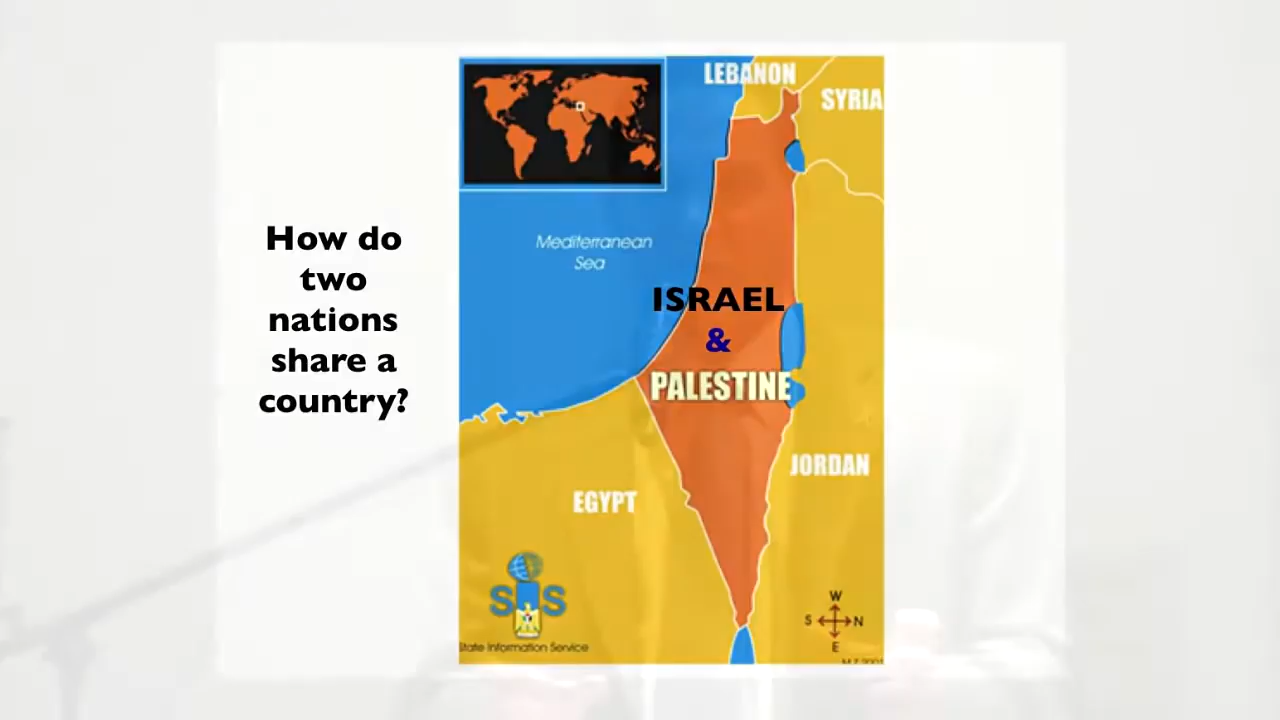 How do
two
nations
share a
country?
LEBANON
SYRIA
Mediterranean
Sea
ISRAEL
&
PALESTINE
JORDAN
EGYPT
SIS
State Information Service
W
S N
E